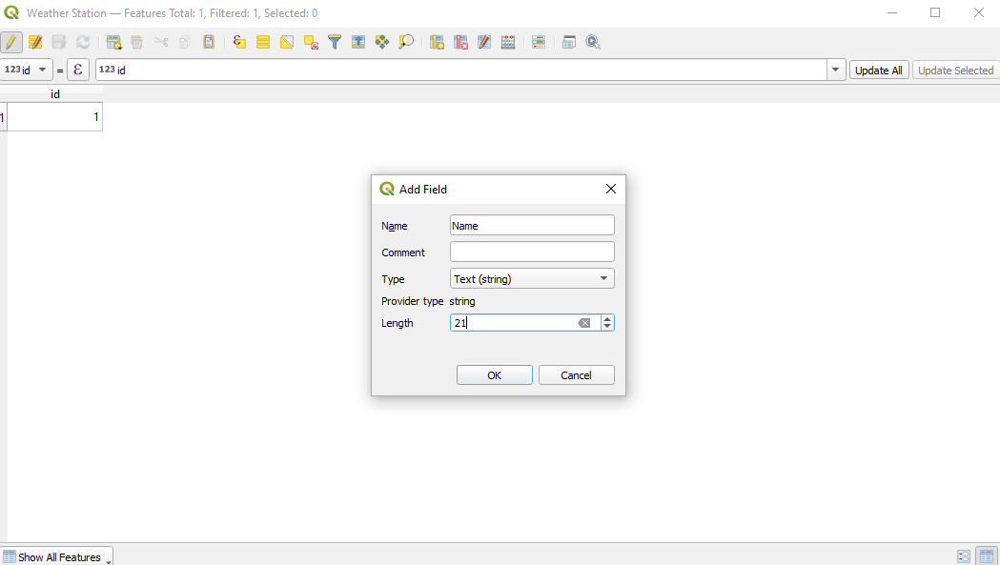 Weather Station — Features Total: 1, Filtered: 1, Selected: 0
123 id = ε 123 id Update All Update Selected
id
1 1
Add Field
Name Name
Comment
Type Text (string)
Provider type string
Length 21
OK Cancel
Show All Features